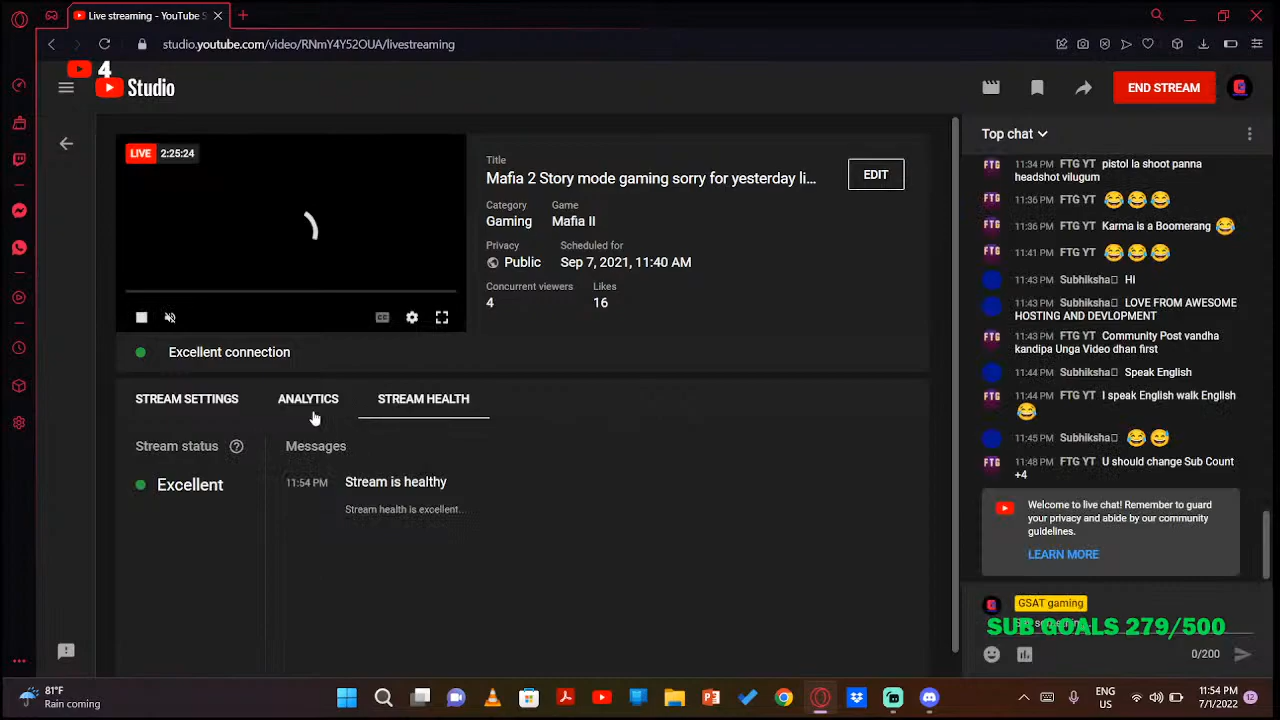 Live streaming - YouTube S
studio.youtube.com/video/RNmY4Y52OUA/livestreaming
4
Studio
END STREAM
LIVE 2:25:24
Title
Mafia 2 Story mode gaming sorry for yesterday li...
EDIT
Category Game
Gaming Mafia II
Privacy Scheduled for
Public Sep 7, 2021, 11:40 AM
Concurrent viewers Likes
4 16
CC
Excellent connection
STREAM SETTINGS ANALYTICS STREAM HEALTH
Stream status Messages
Excellent
11:54 PM Stream is healthy
Stream health is excellent...
Top chat
11:34 PM FTG YT pistol la shoot panna
headshot vilugum
11:36 PM FTG YT 😂😂😂
11:36 PM FTG YT Karma is a Boomerang 😂
11:41 PM FTG YT 😂😂😂
11:43 PM Subhiksha Hi
11:43 PM Subhiksha LOVE FROM AWESOME
HOSTING AND DEVLOPMENT
11:43 PM FTG YT Community Post vandha
kandipa Unga Video dhan first
11:44 PM Subhiksha Speak English
11:44 PM FTG YT I speak English walk English
😂
11:45 PM Subhiksha 😂😅
11:48 PM FTG YT U should change Sub Count
+4
Welcome to live chat! Remember to guard
your privacy and abide by our community
guidelines.
LEARN MORE
GSAT gaming
SUB GOALS 279/500
0/200
81°F
Rain coming
ENG
US
11:54 PM
7/1/2022
12